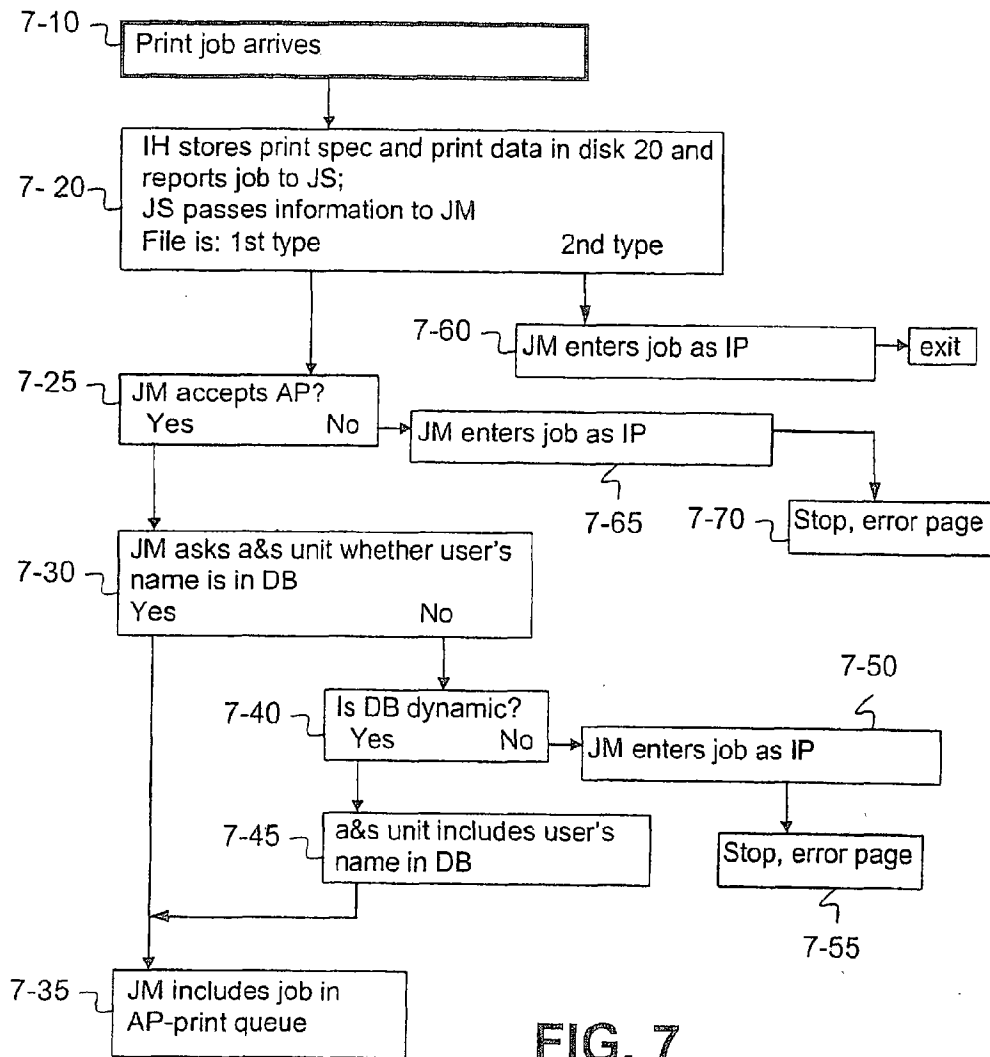 7-10
Print job arrives
7- 20
IH stores print spec and print data in disk 20 and
reports job to JS;
JS passes information to JM
File is: 1st type 2nd type
7-60
JM enters job as IP
exit
7-25
JM accepts AP?
Yes No
JM enters job as IP
7-65
7-70
Stop, error page
7-30
JM asks a&s unit whether user's
name is in DB
Yes No
7-50
7-40
Is DB dynamic?
Yes No
JM enters job as IP
7-45
a&s unit includes user's
name in DB
Stop, error page
7-55
7-35
JM includes job in
AP-print queue
FIG. 7